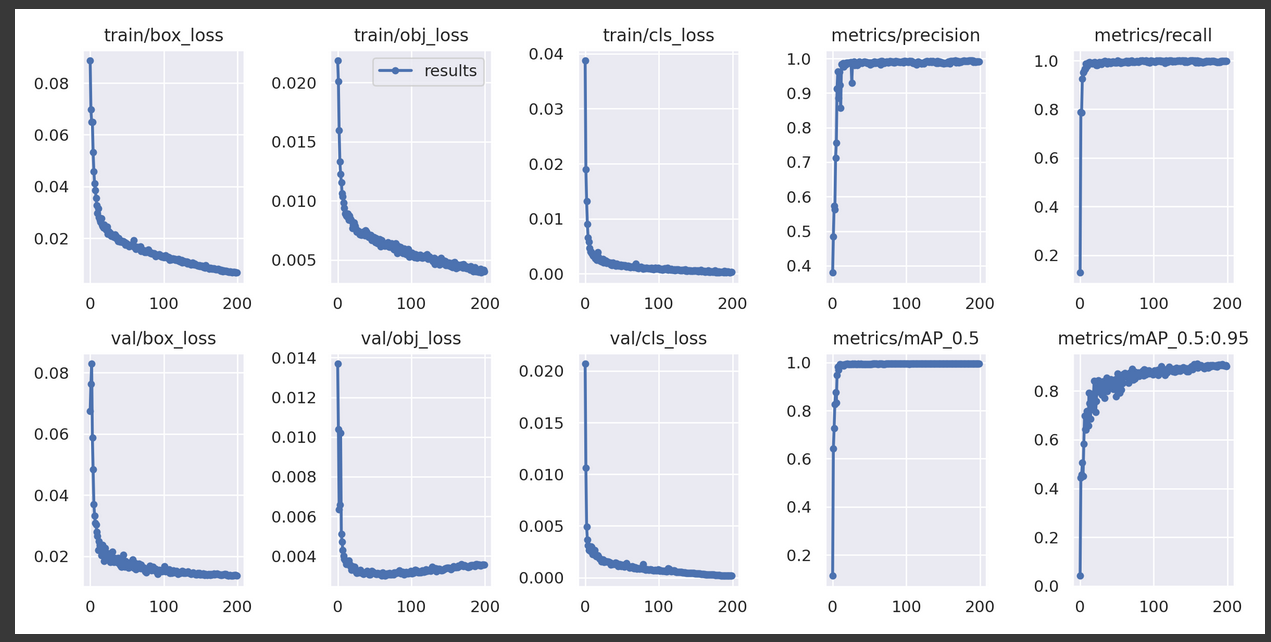 train/box_loss
train/obj_loss
train/cls_loss
metrics/precision
metrics/recall
results
0.08
0.06
0.04
0.02
0 100 200
0.020
0.015
0.010
0.005
0 100 200
0.04
0.03
0.02
0.01
0.00
0 100 200
1.0
0.9
0.8
0.7
0.6
0.5
0.4
0 100 200
1.0
0.8
0.6
0.4
0.2
0 100 200
val/box_loss
val/obj_loss
val/cls_loss
metrics/mAP_0.5
metrics/mAP_0.5:0.95
0.08
0.06
0.04
0.02
0 100 200
0.014
0.012
0.010
0.008
0.006
0.004
0 100 200
0.020
0.015
0.010
0.005
0.000
0 100 200
1.0
0.8
0.6
0.4
0.2
0 100 200
0.8
0.6
0.4
0.2
0.0
0 100 200